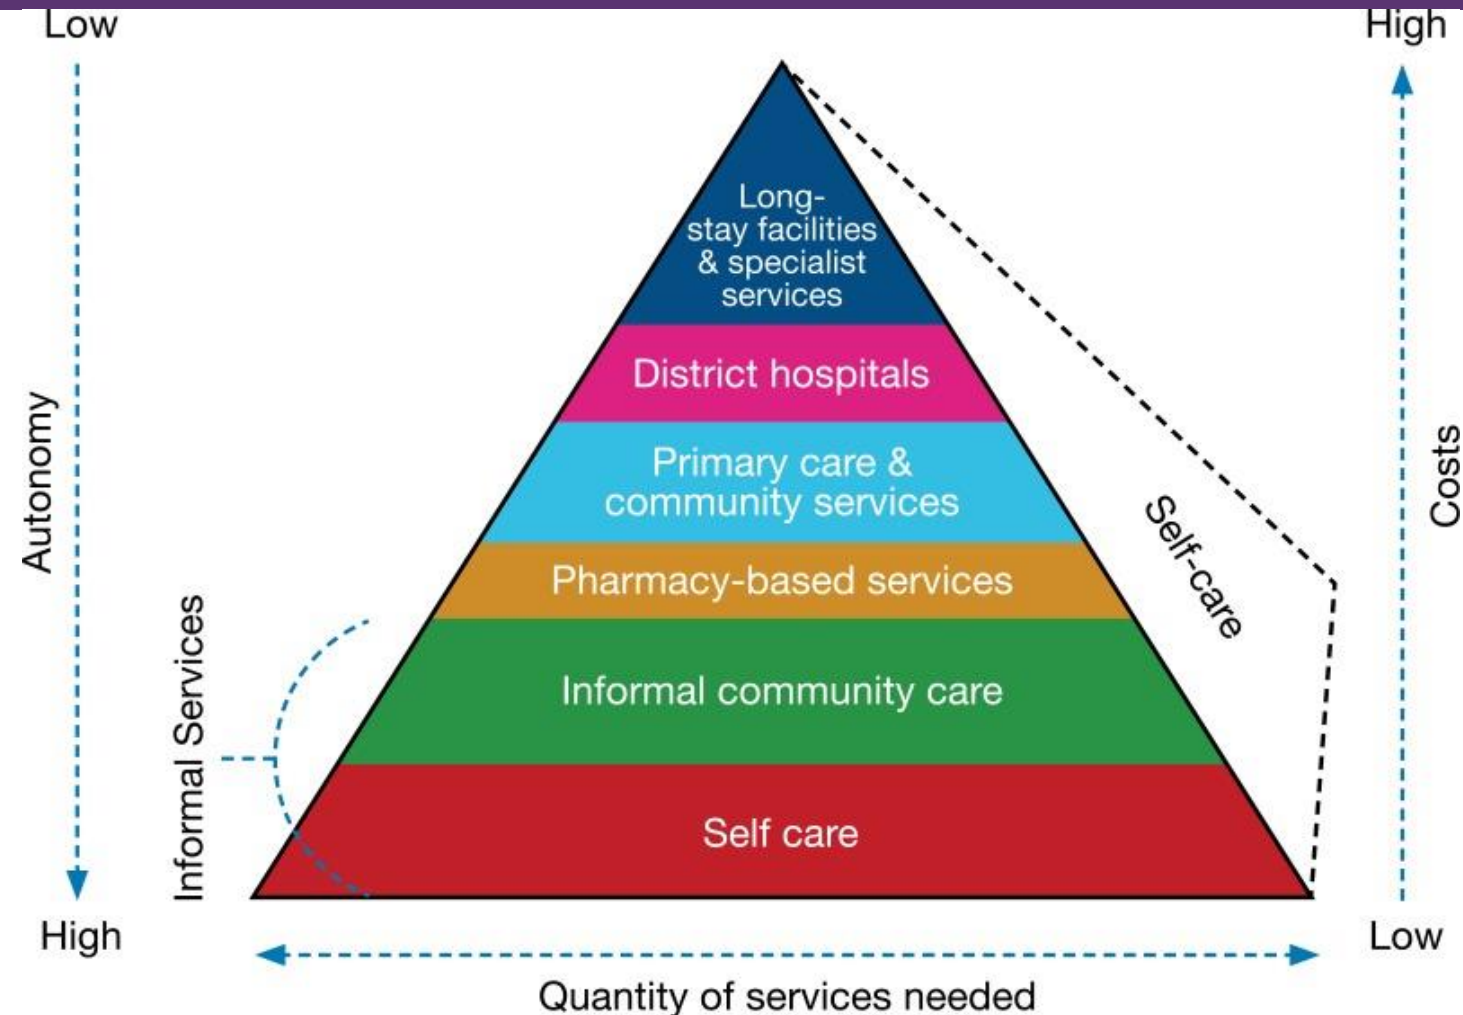 Low
High
Long-
stay facilities
& specialist
services
District hospitals
Primary care &
community services
Pharmacy-based services
Informal community care
Self care
Self-care
Autonomy
Costs
Informal Services
High
Low
Quantity of services needed